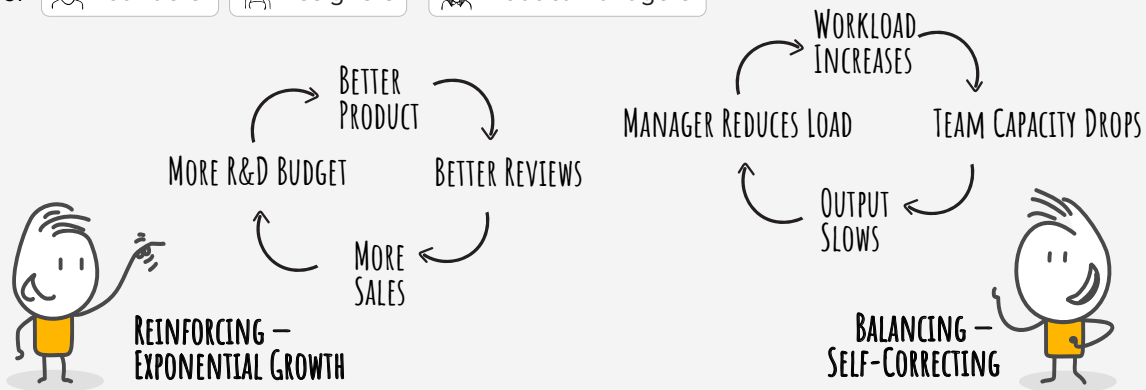 Better
Product
More R&D Budget
Better Reviews
More
Sales
Reinforcing –
Exponential Growth
Workload
Increases
Manager Reduces Load
Team Capacity Drops
Output
Slows
Balancing –
Self-Correcting